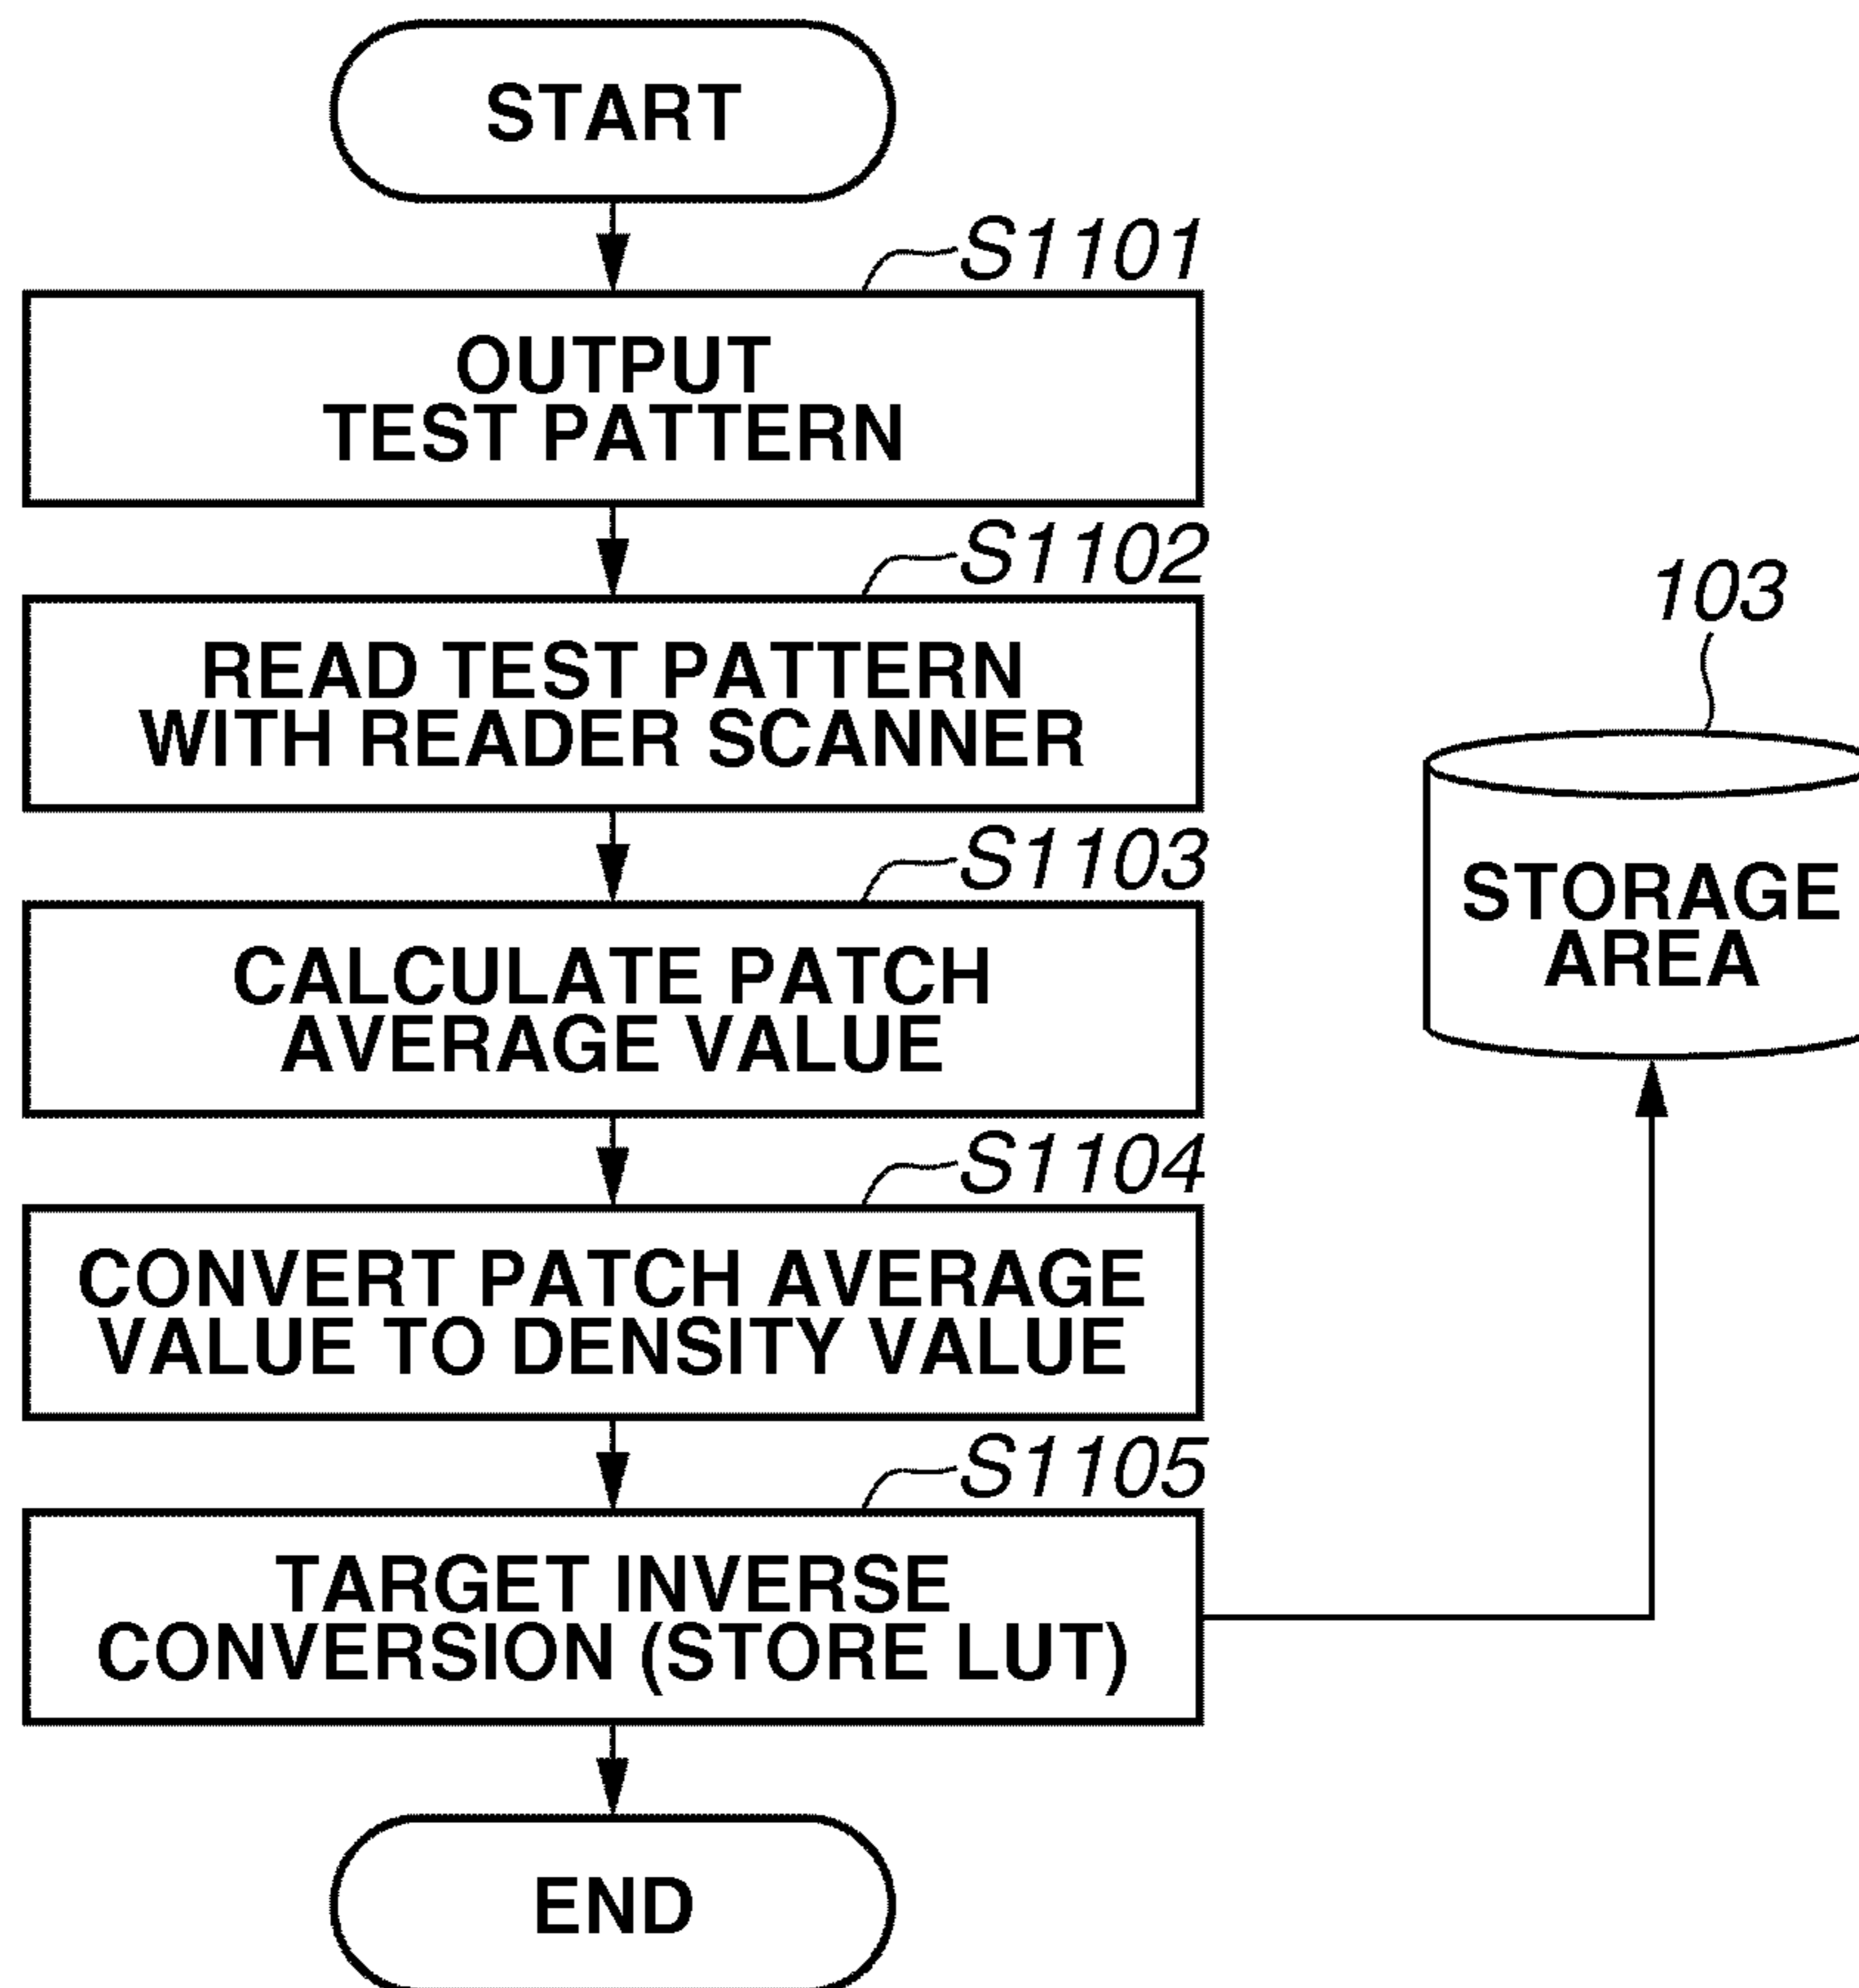 START
S1101
OUTPUT
TEST PATTERN
S1102
READ TEST PATTERN
WITH READER SCANNER
103
S1103
CALCULATE PATCH
AVERAGE VALUE
STORAGE
AREA
S1104
CONVERT PATCH AVERAGE
VALUE TO DENSITY VALUE
S1105
TARGET INVERSE
CONVERSION (STORE LUT)
END